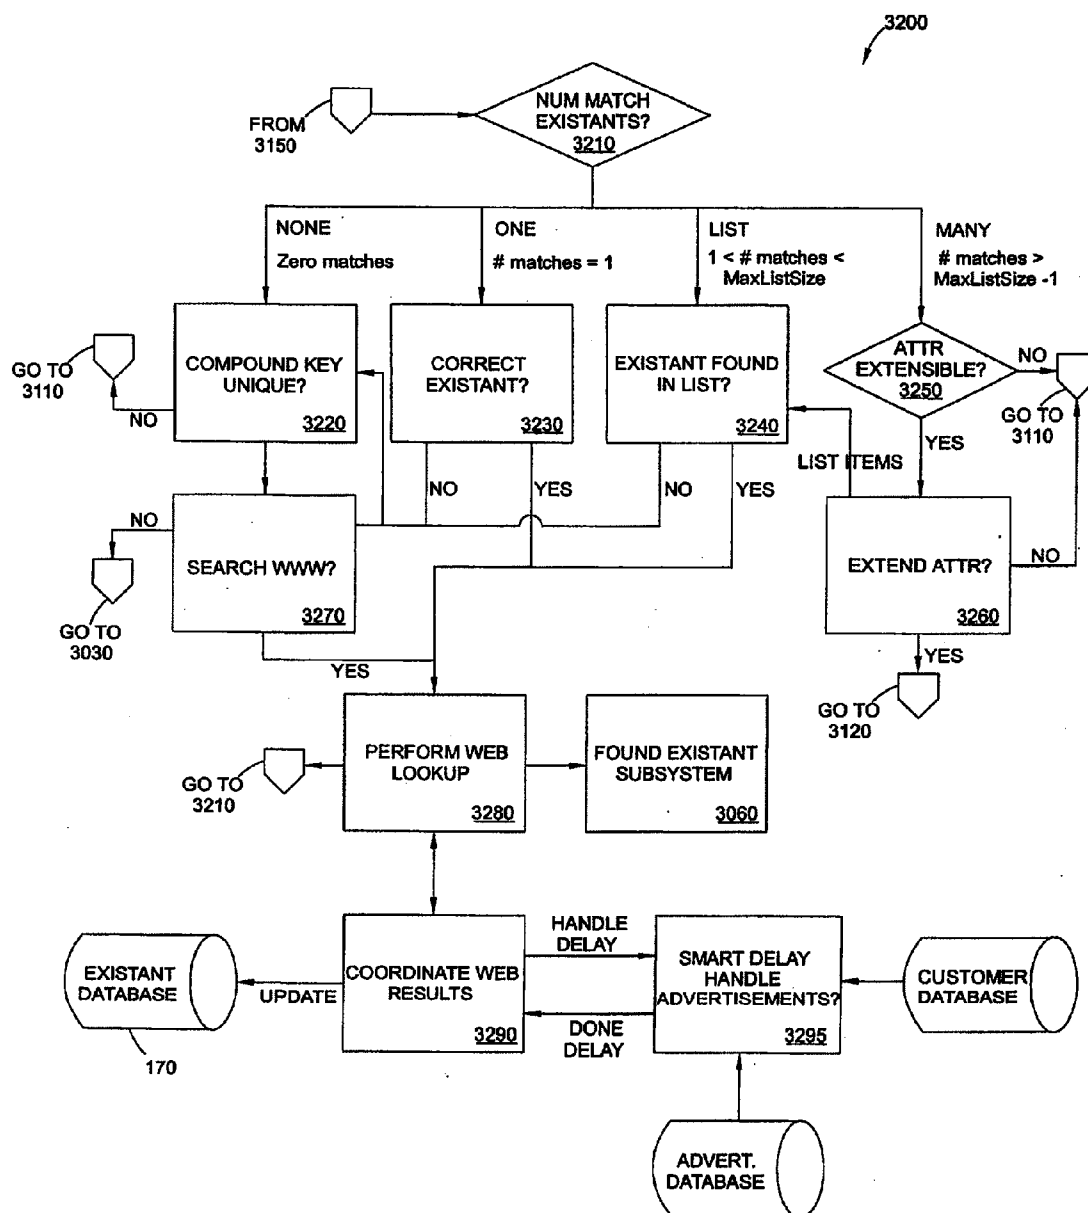 3200
NUM MATCH
EXISTANTS?
3210
FROM
3150
NONE
Zero matches
ONE
# matches = 1
LIST
1 < # matches <
MaxListSize
MANY
# matches >
MaxListSize -1
GO TO
3110
COMPOUND KEY
UNIQUE?
3220
CORRECT
EXISTANT?
3230
EXISTANT FOUND
IN LIST?
3240
ATTR
EXTENSIBLE?
3250
NO
GO TO
3110
NO
YES
LIST ITEMS
NO
YES
NO
YES
NO
SEARCH WWW?
3270
GO TO
3030
EXTEND ATTR?
3260
NO
YES
YES
GO TO
3120
PERFORM WEB
LOOKUP
3280
GO TO
3210
FOUND EXISTANT
SUBSYSTEM
3060
EXISTANT
DATABASE
170
UPDATE
COORDINATE WEB
RESULTS
3290
HANDLE
DELAY
DONE
DELAY
SMART DELAY
HANDLE
ADVERTISEMENTS?
3295
CUSTOMER
DATABASE
ADVERT.
DATABASE